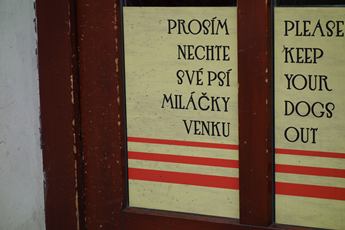 PROSÍM
NECHTE
SVÉ PSÍ
MILÁČKY
VENKU
PLEASE
KEEP
YOUR
DOGS
OUT